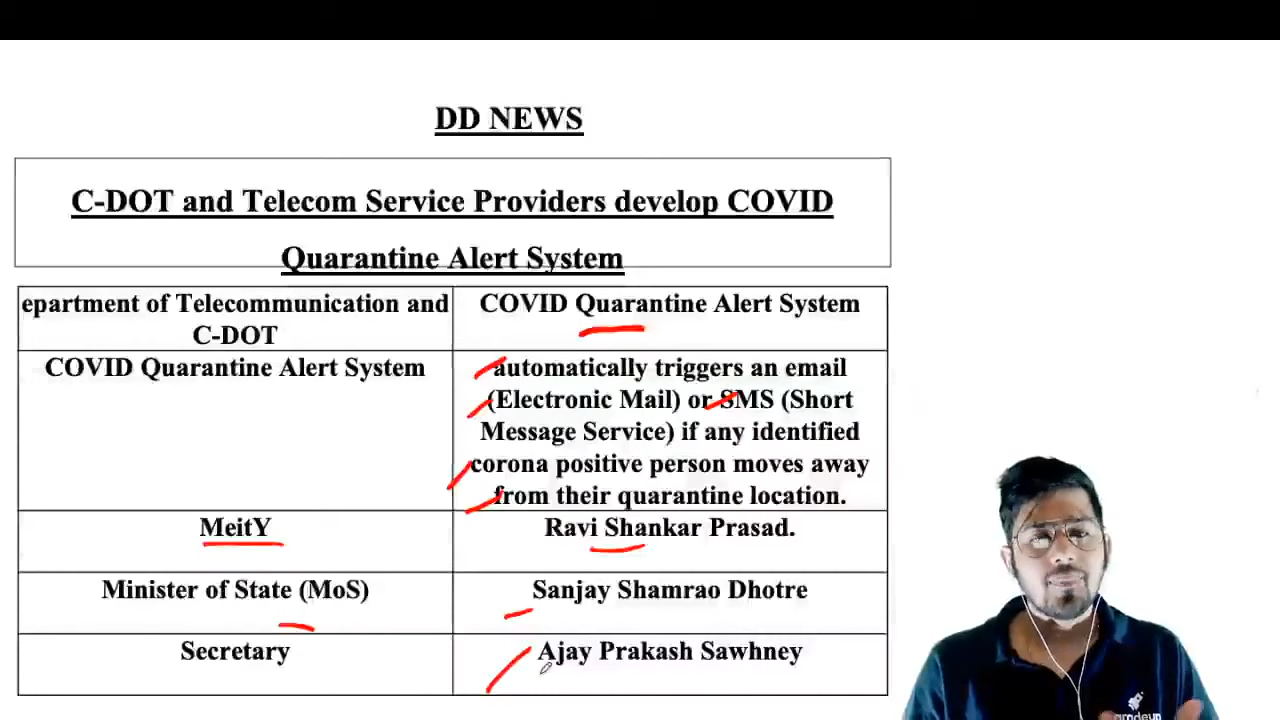 DD NEWS
C-DOT and Telecom Service Providers develop COVID
Quarantine Alert System
epartment of Telecommunication and
C-DOT
COVID Quarantine Alert System
COVID Quarantine Alert System
automatically triggers an email
(Electronic Mail) or SMS (Short
Message Service) if any identified
corona positive person moves away
from their quarantine location.
MeitY
Ravi Shankar Prasad.
Minister of State (MoS)
Sanjay Shamrao Dhotre
Secretary
Ajay Prakash Sawhney
gradeup